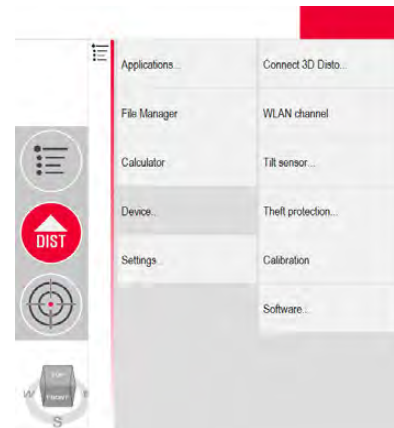 Applications...
Connect 3D Disto...
File Manager
WLAN channel
Calculator
Tilt sensor...
Device...
Theft protection...
DIST
Settings...
Calibration
Software...
TOP
FRONT
W
S